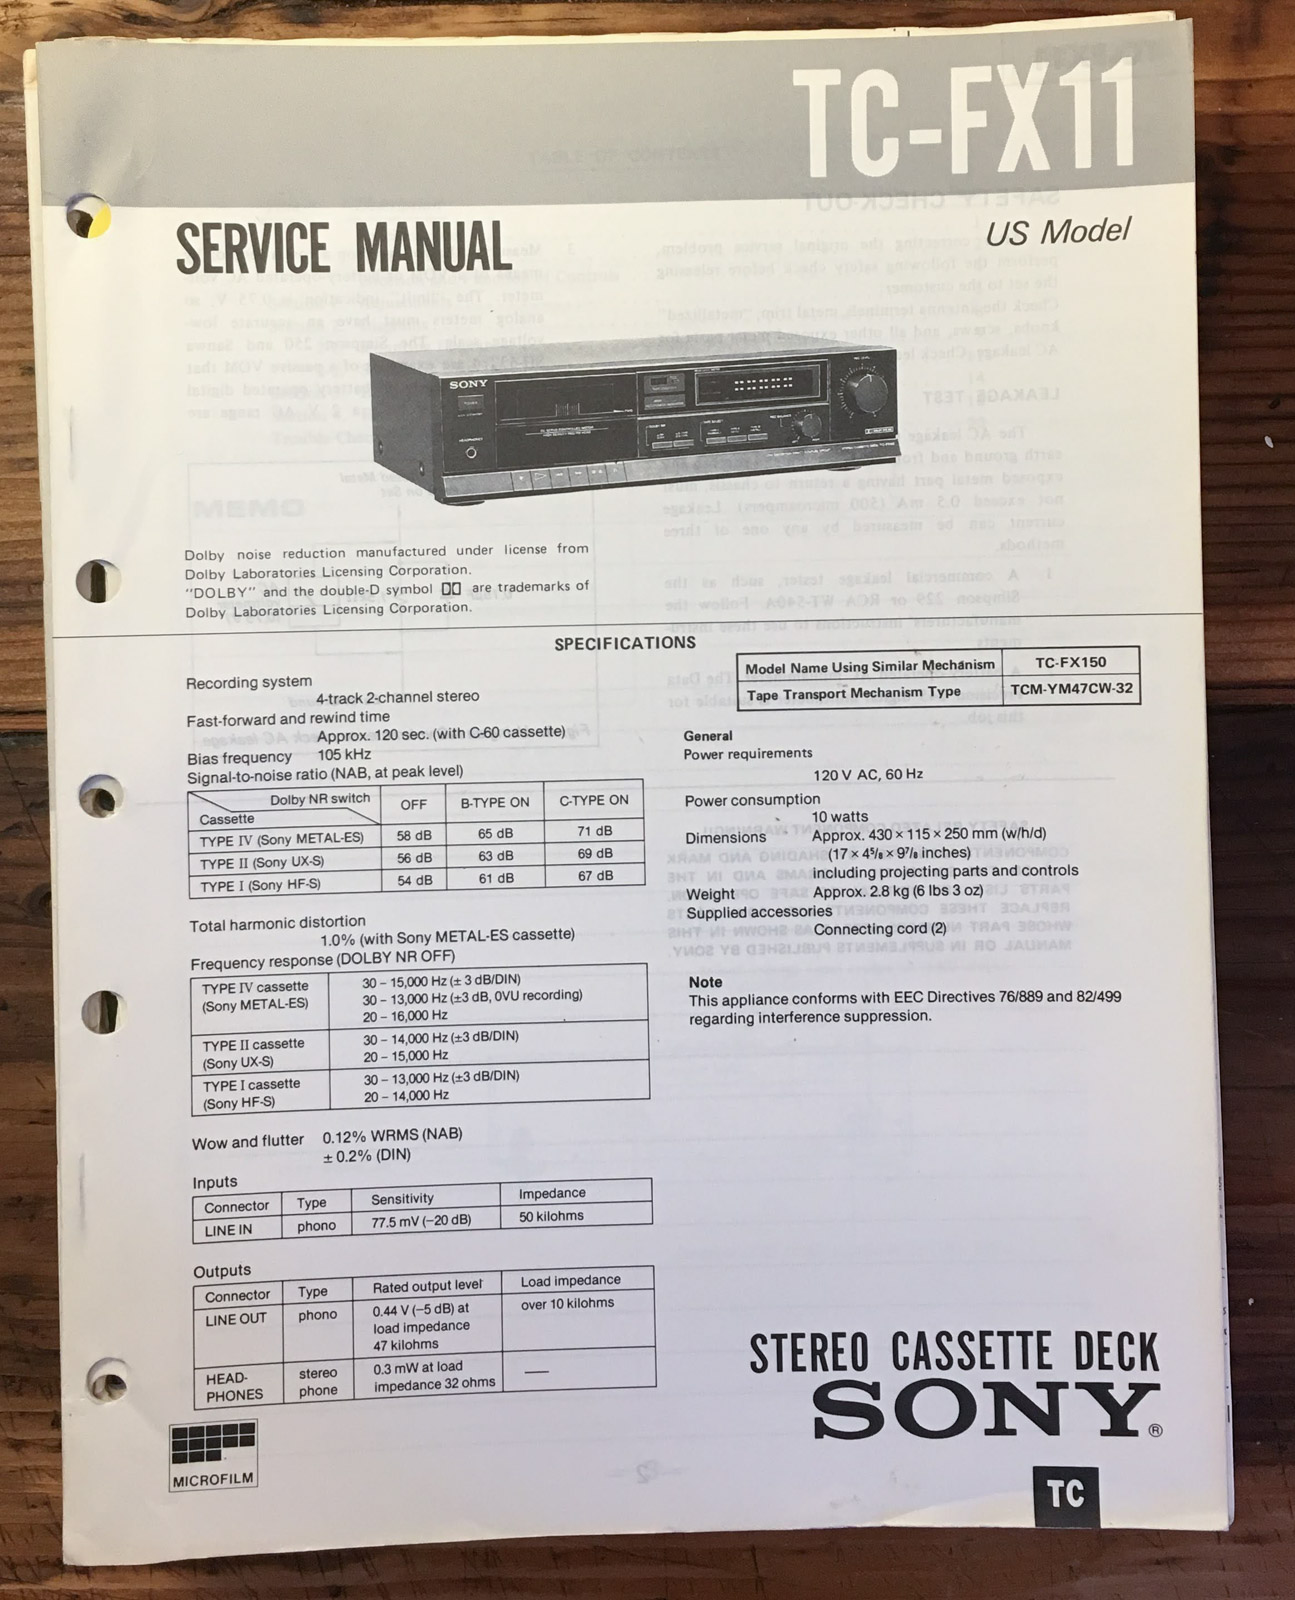 TC-FX11
SERVICE MANUAL
US Model
SONY
HEADPHONES
Dolby noise reduction manufactured under license from
Dolby Laboratories Licensing Corporation.
"DOLBY" and the double-D symbol are trademarks of
Dolby Laboratories Licensing Corporation.
SPECIFICATIONS
Model Name Using Similar Mechanism TC-FX150
Tape Transport Mechanism Type TCM-YM47CW-32
Recording system
4-track 2-channel stereo
Fast-forward and rewind time
Approx. 120 sec. (with C-60 cassette)
Bias frequency 105 kHz
Signal-to-noise ratio (NAB, at peak level)
Dolby NR switch OFF B-TYPE ON C-TYPE ON
Cassette
TYPE IV (Sony METAL-ES) 58 dB 65 dB 71 dB
TYPE II (Sony UX-S) 56 dB 63 dB 69 dB
TYPE I (Sony HF-S) 54 dB 61 dB 67 dB
Total harmonic distortion
1.0% (with Sony METAL-ES cassette)
Frequency response (DOLBY NR OFF)
TYPE IV cassette 30 – 15,000 Hz (± 3 dB/DIN)
(Sony METAL-ES) 30 – 13,000 Hz (±3 dB, 0VU recording)
20 – 16,000 Hz
TYPE II cassette 30 – 14,000 Hz (±3 dB/DIN)
(Sony UX-S) 20 – 15,000 Hz
TYPE I cassette 30 – 13,000 Hz (±3 dB/DIN)
(Sony HF-S) 20 – 14,000 Hz
Wow and flutter 0.12% WRMS (NAB)
± 0.2% (DIN)
Inputs
Connector Type Sensitivity Impedance
LINE IN phono 77.5 mV (−20 dB) 50 kilohms
Outputs
Connector Type Rated output level Load impedance
LINE OUT phono 0.44 V (−5 dB) at over 10 kilohms
load impedance
47 kilohms
HEAD- stereo 0.3 mW at load —
PHONES phone impedance 32 ohms
General
Power requirements
120 V AC, 60 Hz
Power consumption
10 watts
Dimensions Approx. 430 × 115 × 250 mm (w/h/d)
(17 × 4⅝ × 9⅞ inches)
including projecting parts and controls
Weight Approx. 2.8 kg (6 lbs 3 oz)
Supplied accessories
Connecting cord (2)
Note
This appliance conforms with EEC Directives 76/889 and 82/499
regarding interference suppression.
STEREO CASSETTE DECK
SONY®
MICROFILM
TC